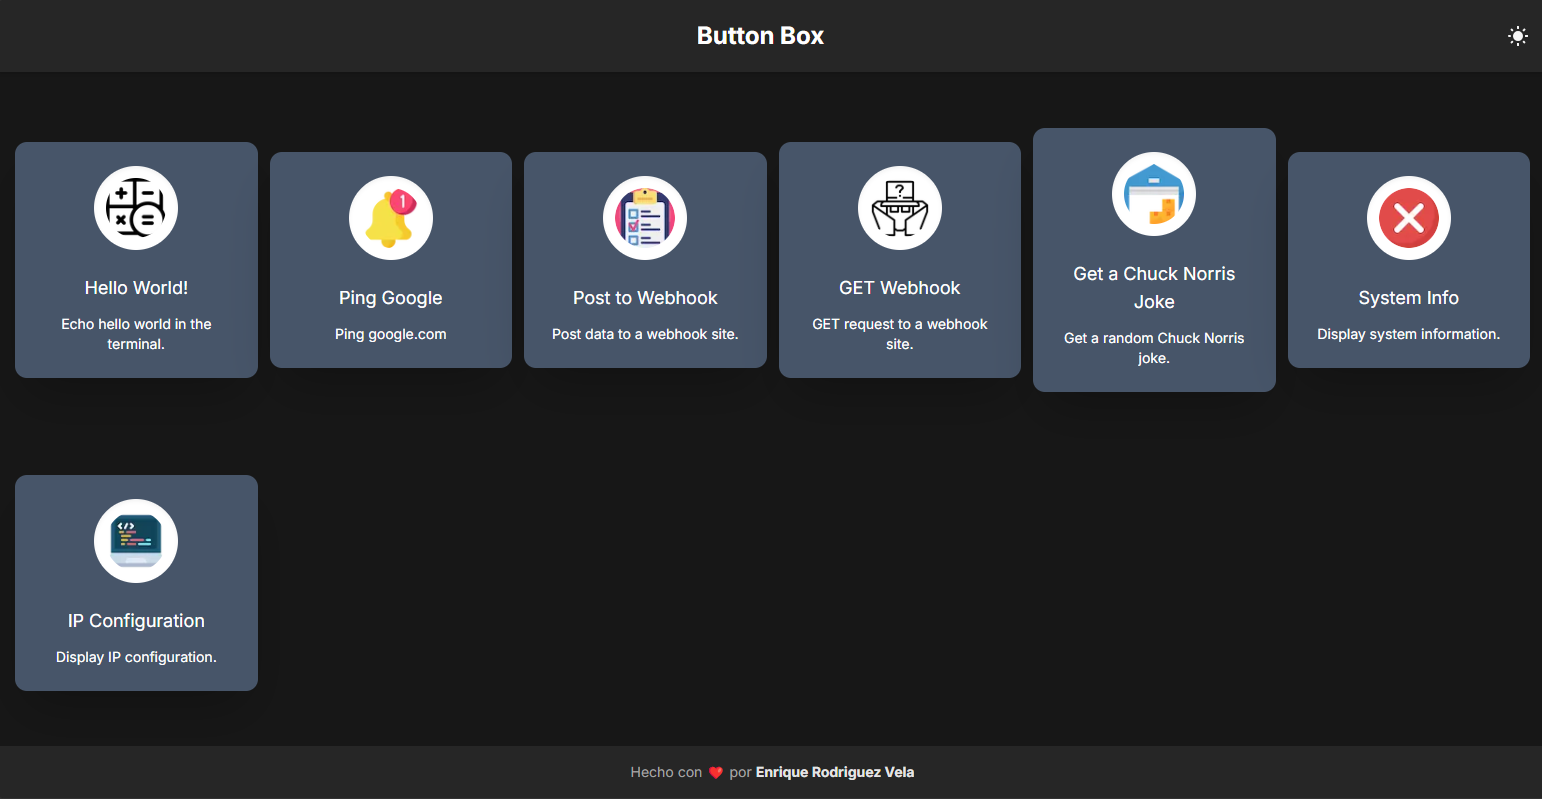 Button Box
Hello World!
Echo hello world in the
terminal.
1
Ping Google
Ping google.com
Post to Webhook
Post data to a webhook site.
?
GET Webhook
GET request to a webhook
site.
Get a Chuck Norris
Joke
Get a random Chuck Norris
joke.
System Info
Display system information.
</>
IP Configuration
Display IP configuration.
Hecho con ❤️ por Enrique Rodriguez Vela